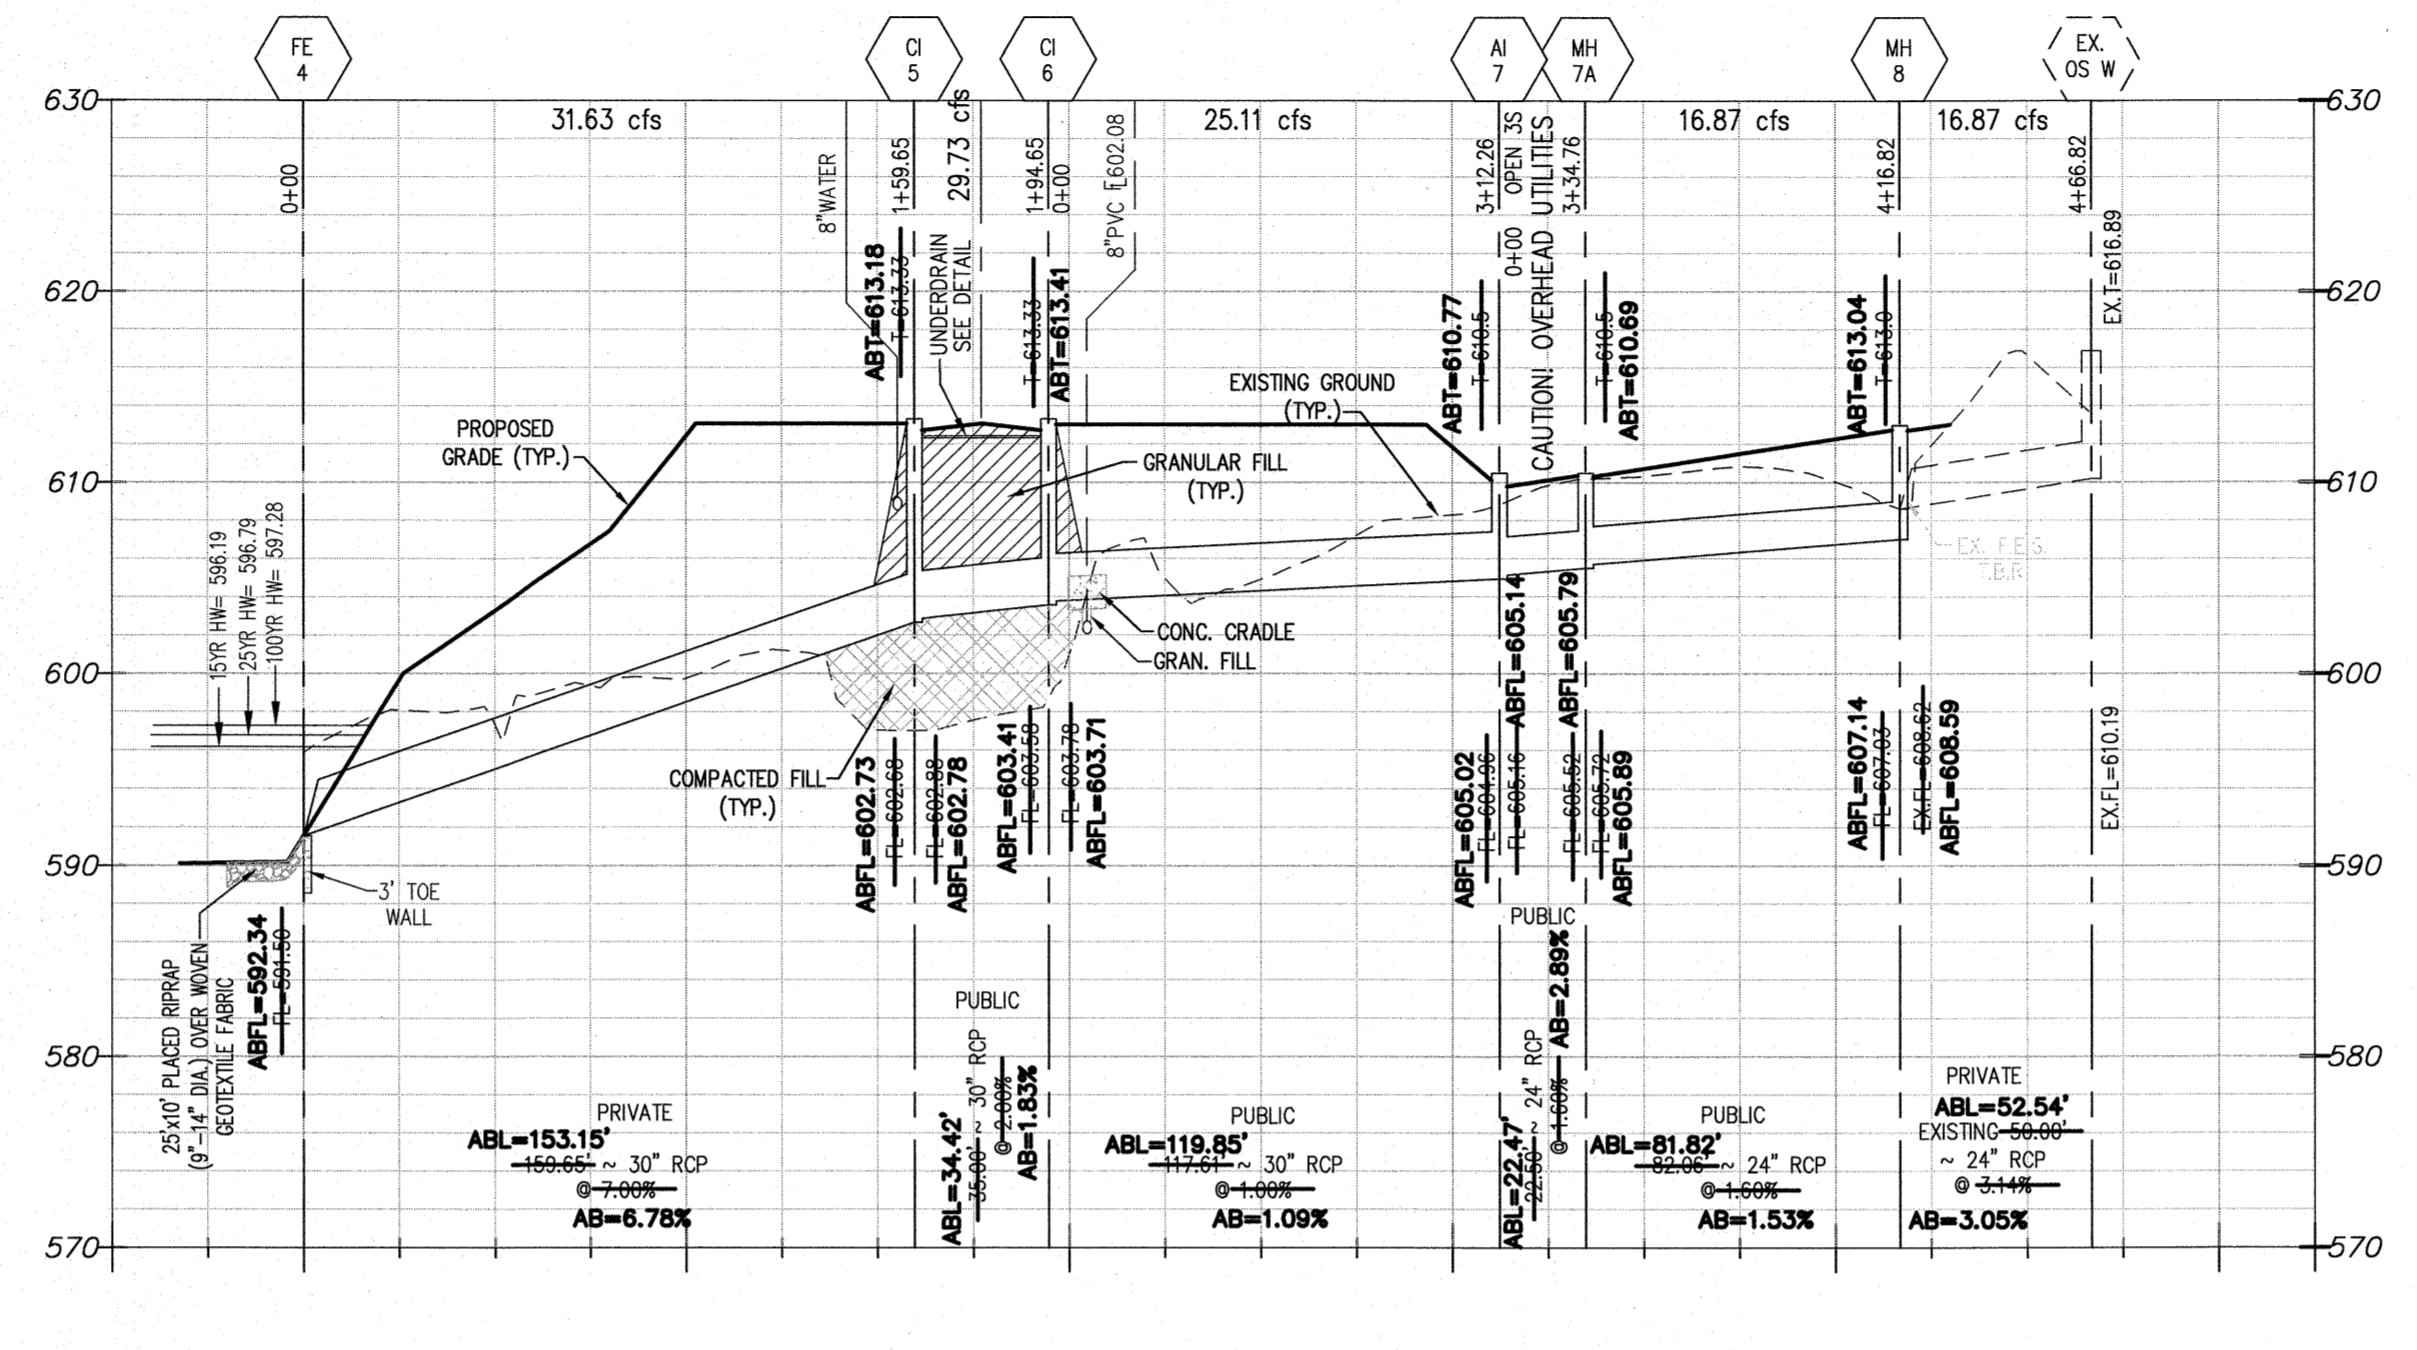 FE
4
CI
5
CI
6
AI
7
MH
7A
MH
8
EX.
OS W
630
630
31.63 cfs
29.73 cfs
25.11 cfs
16.87 cfs
16.87 cfs
0+00
8"WATER
1+59.65
1+94.65
0+00
8"PVC FL602.08
3+12.26
OPEN 3S
0+00
CAUTION! OVERHEAD UTILITIES
3+34.76
4+16.82
4+66.82
EX.T=616.89
620
620
ABT=613.18
T=613.33
UNDERDRAIN
SEE DETAIL
T=613.33
ABT=613.41
ABT=610.77
T=610.5
T=610.5
ABT=610.69
ABT=613.04
T=613.0
EXISTING GROUND
(TYP.)
PROPOSED
GRADE (TYP.)
GRANULAR FILL
(TYP.)
610
610
15YR HW= 596.19
25YR HW= 596.79
100YR HW= 597.28
EX. F.E.S.
T.B.R.
CONC. CRADLE
GRAN. FILL
600
600
COMPACTED FILL
(TYP.)
ABFL=602.73
FL=602.68
FL=602.88
ABFL=602.78
ABFL=603.41
FL=603.58
FL=603.78
ABFL=603.71
ABFL=605.02
FL=604.96
FL=605.16
ABFL=605.14
ABFL=605.79
FL=605.52
FL=605.72
ABFL=605.89
ABFL=607.14
FL=607.03
EX.FL=608.62
ABFL=608.59
EX.FL=610.19
590
590
3' TOE
WALL
ABFL=592.34
FL=591.50
25'x10' PLACED RIPRAP
(9"-14" DIA.) OVER WOVEN
GEOTEXTILE FABRIC
580
580
PRIVATE
ABL=153.15'
159.65' ~ 30" RCP
@ 7.00%
AB=6.78%
PUBLIC
ABL=34.42'
35.00' ~ 30" RCP
@ 2.00%
AB=1.83%
PUBLIC
ABL=119.85'
117.61' ~ 30" RCP
@ 1.00%
AB=1.09%
PUBLIC
ABL=22.47'
22.50' ~ 24" RCP
@ 1.60%
AB=2.89%
PUBLIC
ABL=81.82'
82.06' ~ 24" RCP
@ 1.60%
AB=1.53%
PRIVATE
ABL=52.54'
EXISTING 50.00'
~ 24" RCP
@ 3.14%
AB=3.05%
570
570